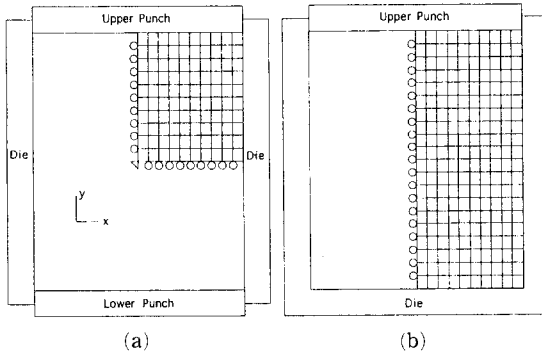 Upper Punch
Die
Die
y
x
Lower Punch
(a)
Upper Punch
Die
(b)